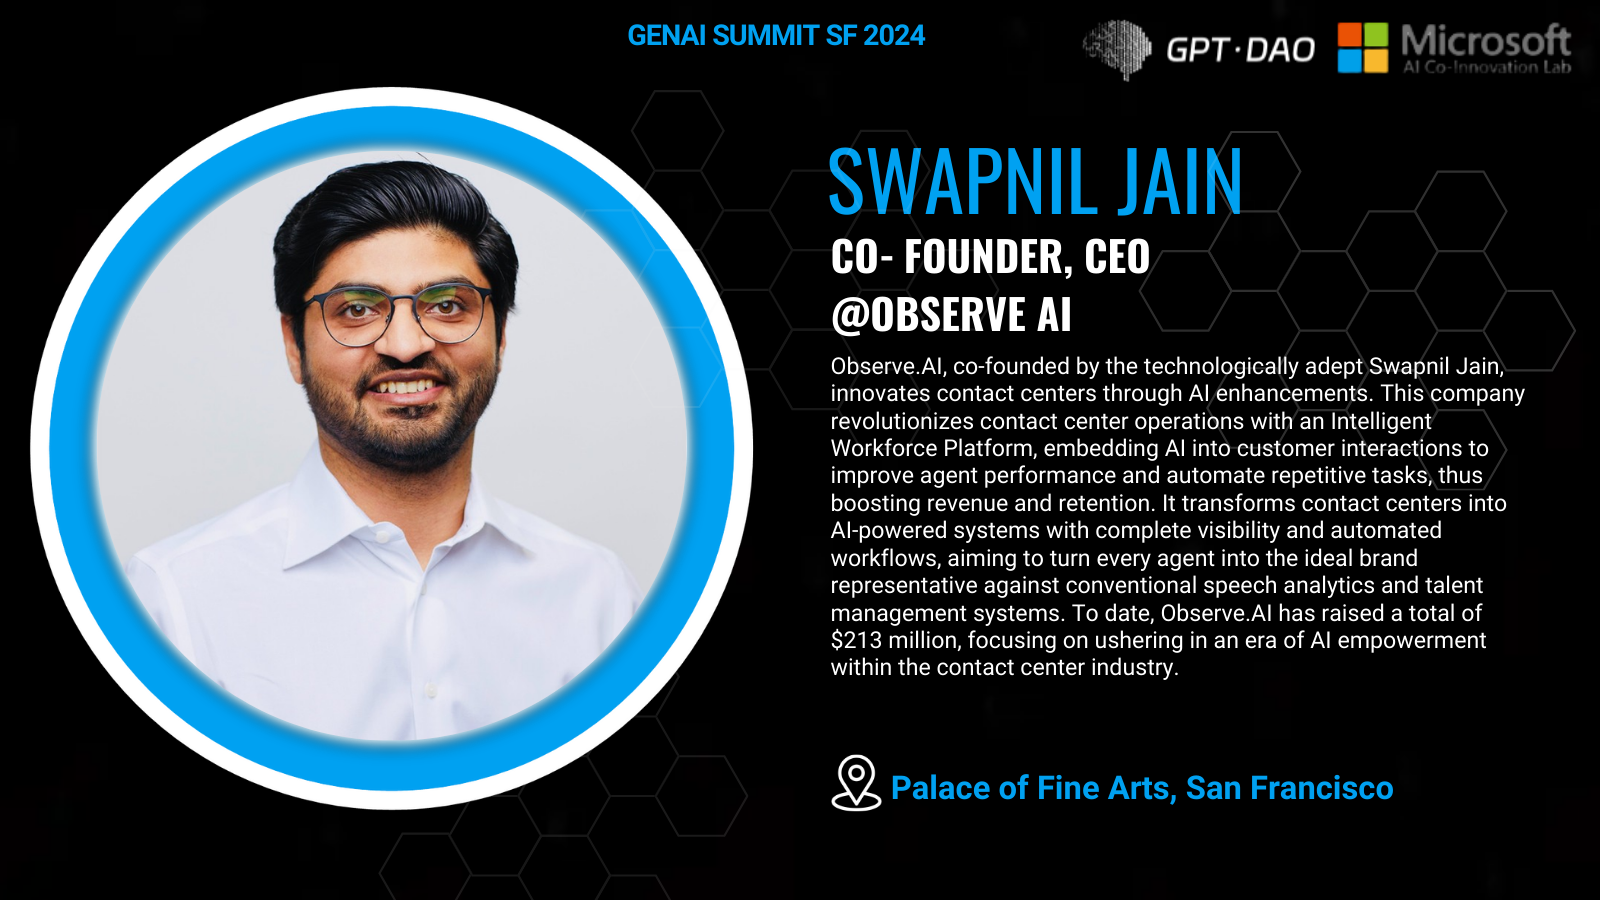 GENAI SUMMIT SF 2024
GPT·DAO
Microsoft
AI Co-Innovation Lab
SWAPNIL JAIN
CO- FOUNDER, CEO
@OBSERVE AI
Observe.AI, co-founded by the technologically adept Swapnil Jain,
innovates contact centers through AI enhancements. This company
revolutionizes contact center operations with an Intelligent
Workforce Platform, embedding AI into customer interactions to
improve agent performance and automate repetitive tasks, thus
boosting revenue and retention. It transforms contact centers into
AI-powered systems with complete visibility and automated
workflows, aiming to turn every agent into the ideal brand
representative against conventional speech analytics and talent
management systems. To date, Observe.AI has raised a total of
$213 million, focusing on ushering in an era of AI empowerment
within the contact center industry.
Palace of Fine Arts, San Francisco